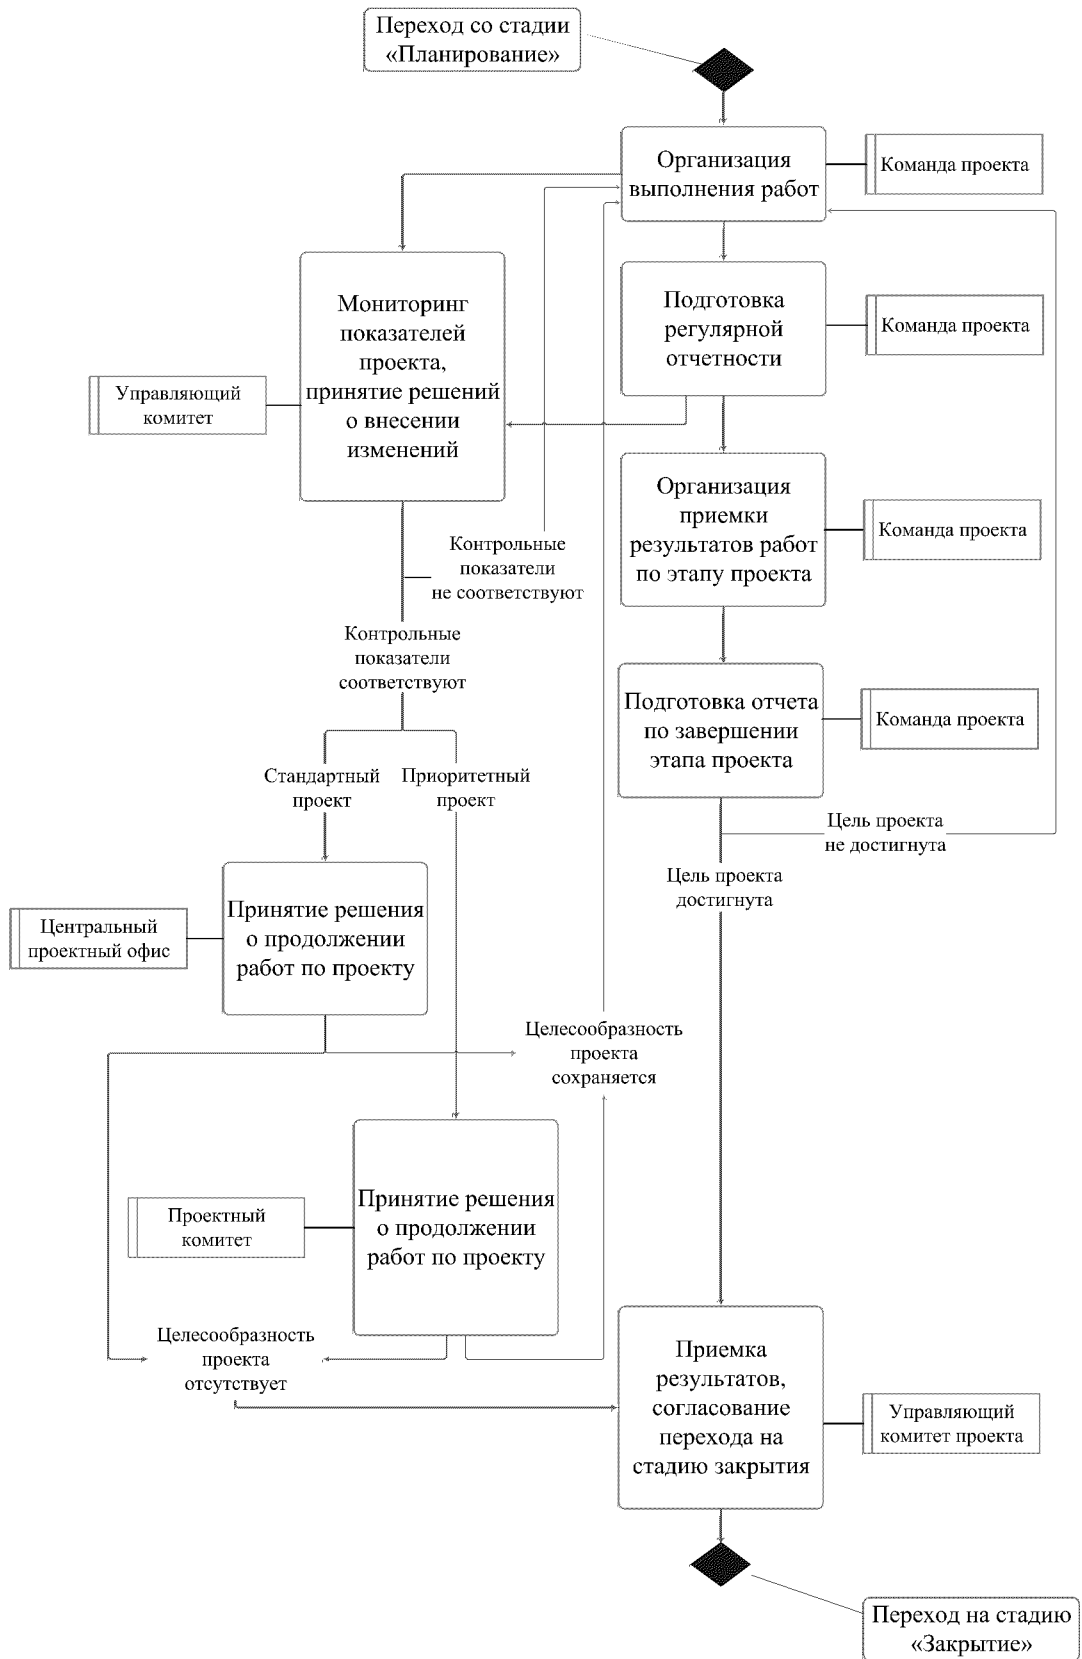 Переход со стадии
«Планирование»
Организация
выполнения работ
Команда проекта
Мониторинг
показателей
проекта,
принятие решений
о внесении
изменений
Подготовка
регулярной
отчетности
Команда проекта
Управляющий
комитет
Организация
приемки
результатов работ
по этапу проекта
Команда проекта
Контрольные
показатели
не соответствуют
Контрольные
показатели
соответствуют
Подготовка отчета
по завершении
этапа проекта
Команда проекта
Стандартный
проект
Приоритетный
проект
Цель проекта
не достигнута
Цель проекта
достигнута
Принятие решения
о продолжении
работ по проекту
Центральный
проектный офис
Целесообразность
проекта
сохраняется
Принятие решения
о продолжении
работ по проекту
Проектный
комитет
Целесообразность
проекта
отсутствует
Приемка
результатов,
согласование
перехода на
стадию закрытия
Управляющий
комитет проекта
Переход на стадию
«Закрытие»